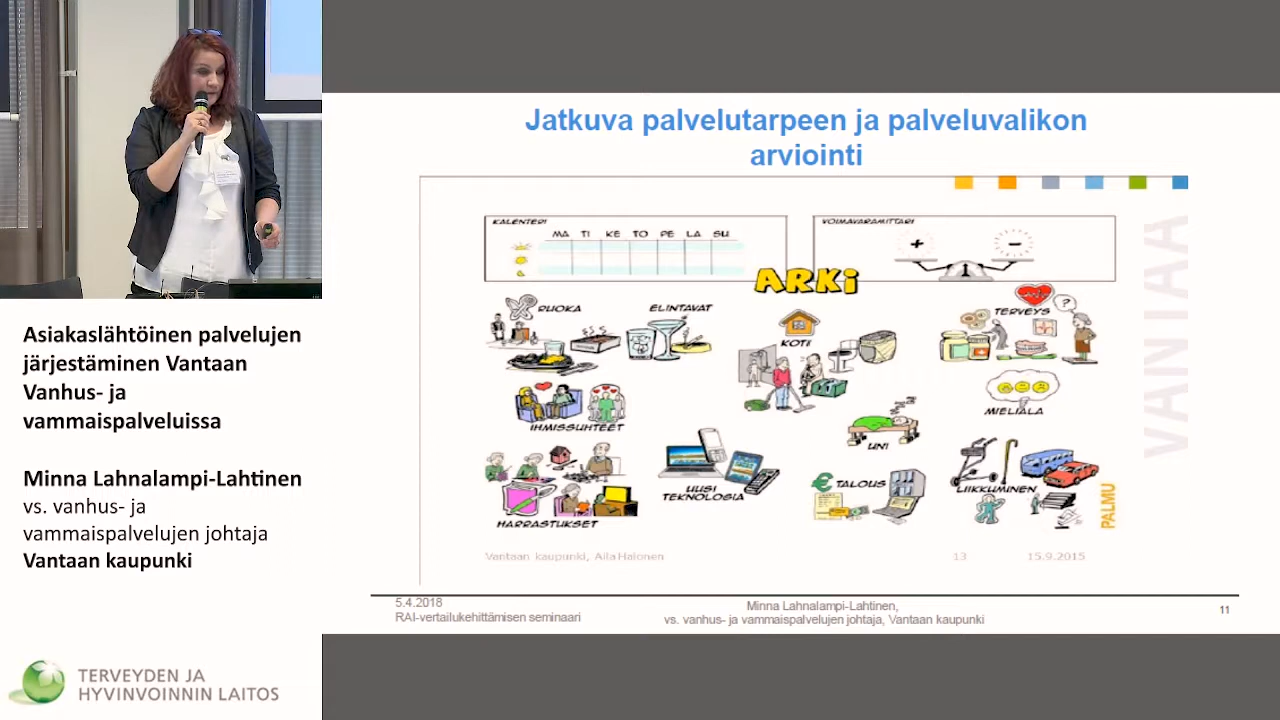 Jatkuva palvelutarpeen ja palveluvalikon
arviointi
KALENTERI
MA TI KE TO PE LA SU
VOIMAVARAMITTARI
+ -
ARKI
RUOKA
ELINTAVAT
KOTI
TERVEYS
?
IHMISSUHTEET
MIELIALA
UNI
HARRASTUKSET
UUSI
TEKNOLOGIA
€ TALOUS
LIIKKUMINEN
VANTAA
PALMU
Vantaan kaupunki, Aila Halonen 13 15.9.2015
5.4.2018
RAI-vertailukehittämisen seminaari
Minna Lahnalampi-Lahtinen,
vs. vanhus- ja vammaispalvelujen johtaja, Vantaan kaupunki
11
Asiakaslähtöinen palvelujen
järjestäminen Vantaan
Vanhus- ja
vammaispalveluissa
Minna Lahnalampi-Lahtinen
vs. vanhus- ja
vammaispalvelujen johtaja
Vantaan kaupunki
TERVEYDEN JA
HYVINVOINNIN LAITOS